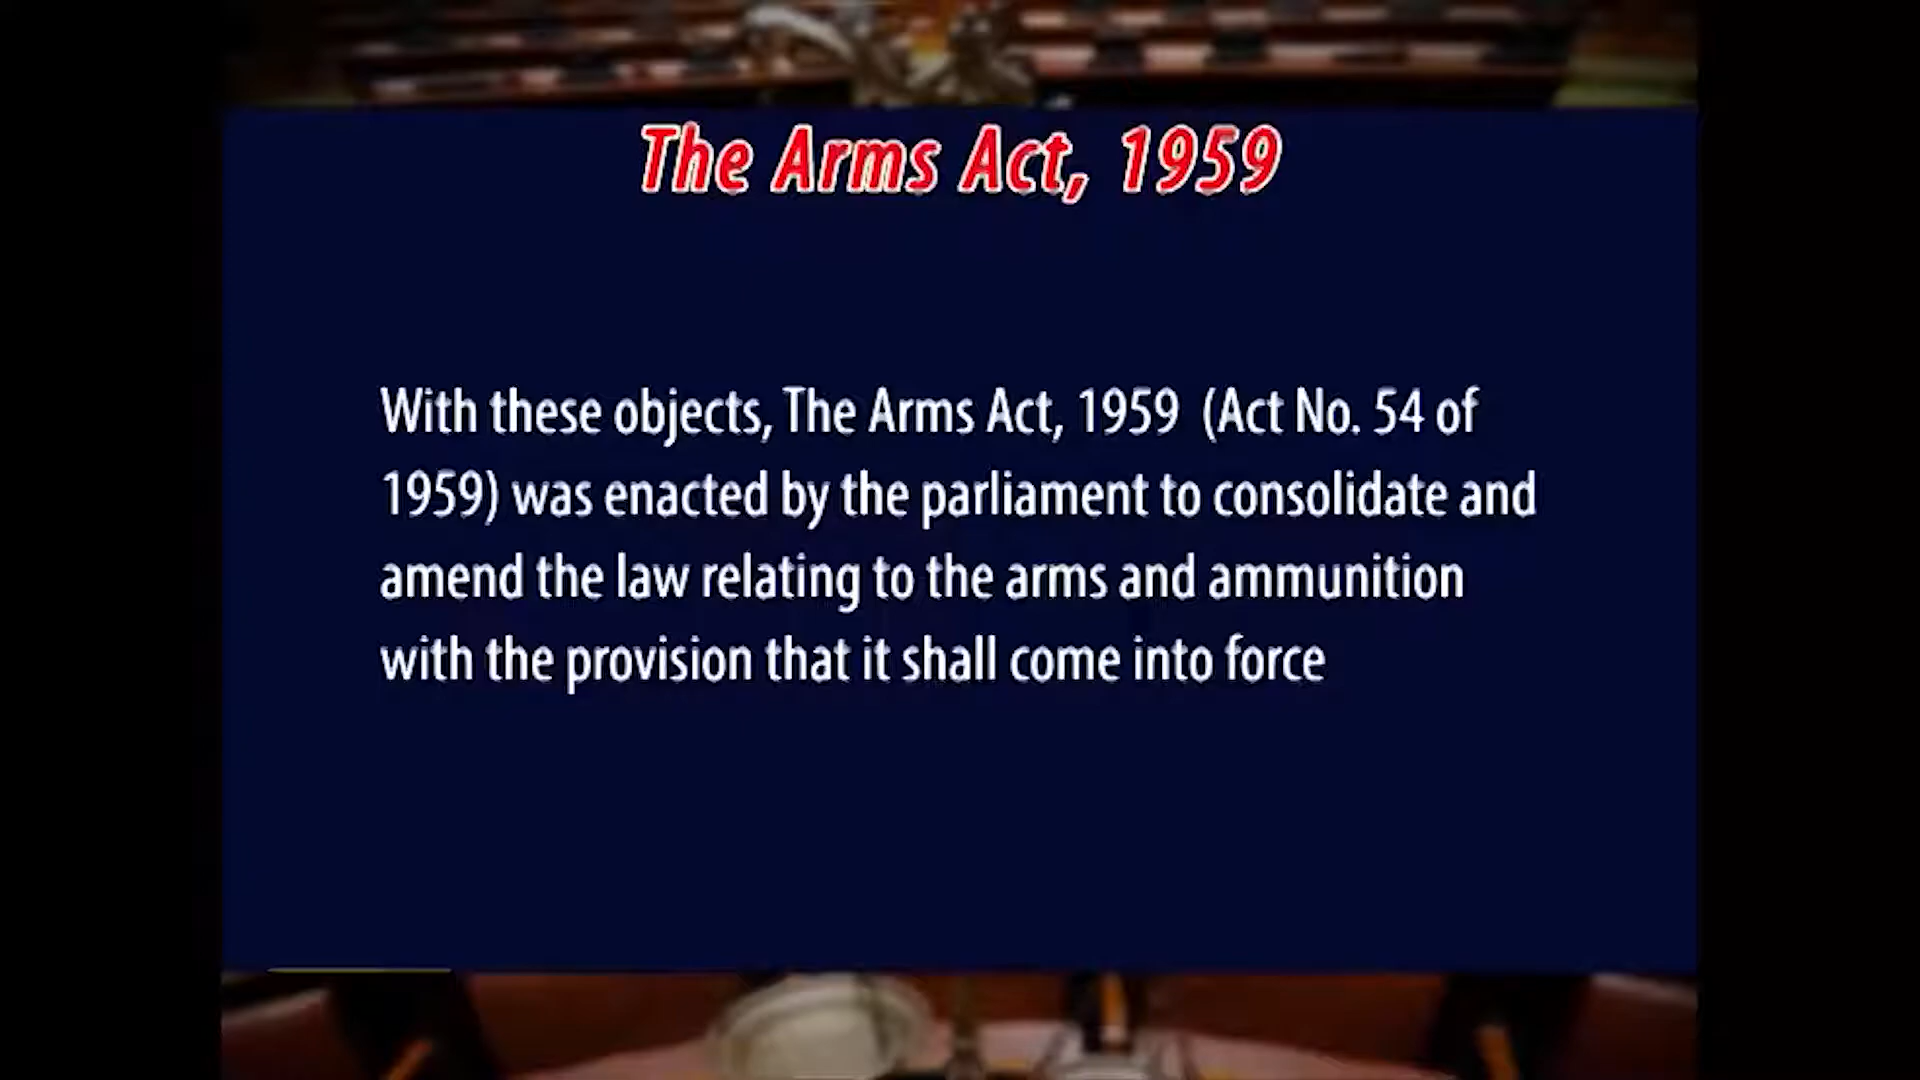 The Arms Act, 1959
With these objects, The Arms Act, 1959 (Act No. 54 of
1959) was enacted by the parliament to consolidate and
amend the law relating to the arms and ammunition
with the provision that it shall come into force